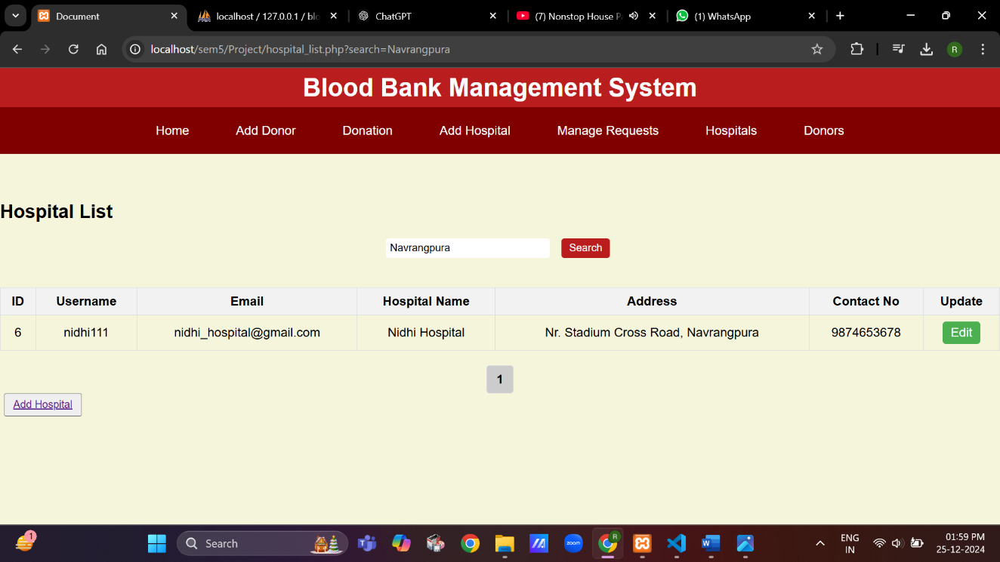 Document
localhost / 127.0.0.1 / blo
ChatGPT
(7) Nonstop House P
(1) WhatsApp
localhost/sem5/Project/hospital_list.php?search=Navrangpura
R
Blood Bank Management System
Home Add Donor Donation Add Hospital Manage Requests Hospitals Donors
Hospital List
Navrangpura Search
ID Username Email Hospital Name Address Contact No Update
6 nidhi111 nidhi_hospital@gmail.com Nidhi Hospital Nr. Stadium Cross Road, Navrangpura 9874653678 Edit
1
Add Hospital
1
Search
zoom
R
W
ENG
IN
01:59 PM
25-12-2024